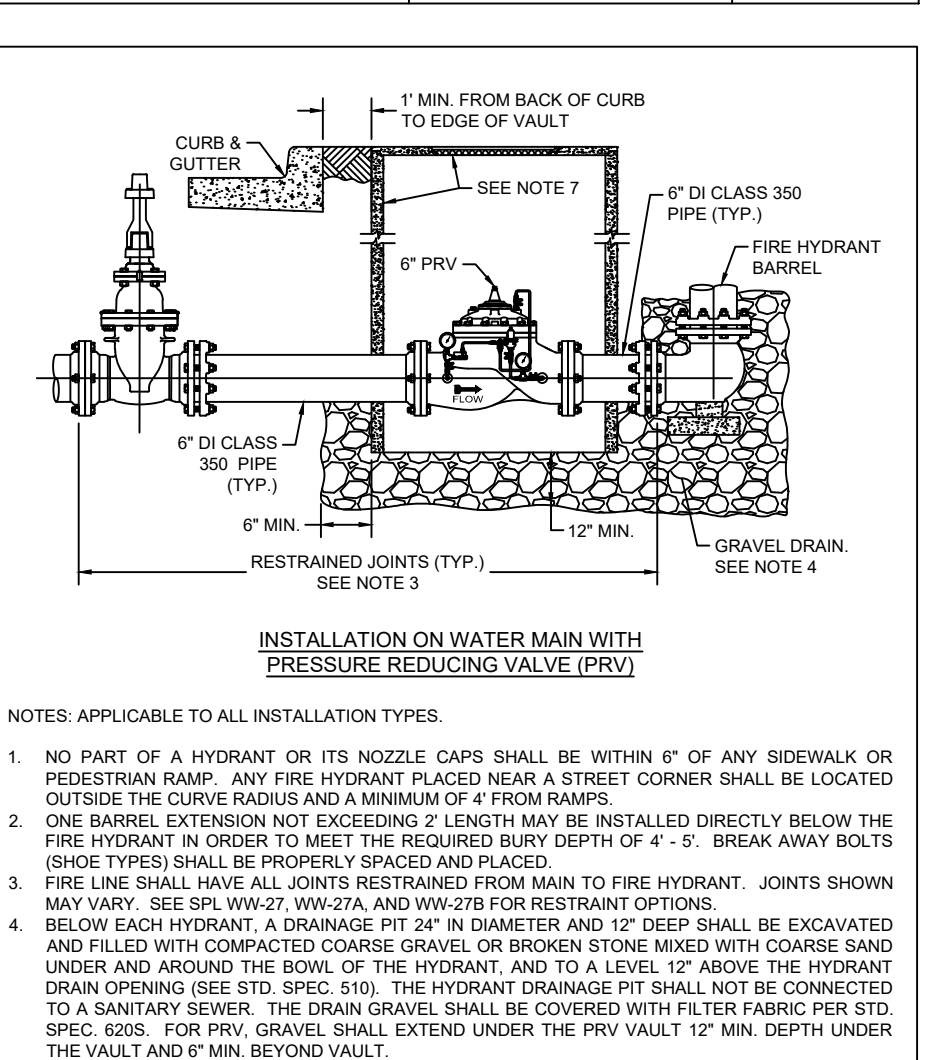 1' MIN. FROM BACK OF CURB
TO EDGE OF VAULT
CURB &
GUTTER
SEE NOTE 7
6" DI CLASS 350
PIPE (TYP.)
6" PRV
FIRE HYDRANT
BARREL
FLOW
6" DI CLASS
350 PIPE
(TYP.)
6" MIN.
12" MIN.
RESTRAINED JOINTS (TYP.)
SEE NOTE 3
GRAVEL DRAIN.
SEE NOTE 4
INSTALLATION ON WATER MAIN WITH
PRESSURE REDUCING VALVE (PRV)
NOTES: APPLICABLE TO ALL INSTALLATION TYPES.
1. NO PART OF A HYDRANT OR ITS NOZZLE CAPS SHALL BE WITHIN 6" OF ANY SIDEWALK OR
PEDESTRIAN RAMP. ANY FIRE HYDRANT PLACED NEAR A STREET CORNER SHALL BE LOCATED
OUTSIDE THE CURVE RADIUS AND A MINIMUM OF 4' FROM RAMPS.
2. ONE BARREL EXTENSION NOT EXCEEDING 2' LENGTH MAY BE INSTALLED DIRECTLY BELOW THE
FIRE HYDRANT IN ORDER TO MEET THE REQUIRED BURY DEPTH OF 4' - 5'. BREAK AWAY BOLTS
(SHOE TYPES) SHALL BE PROPERLY SPACED AND PLACED.
3. FIRE LINE SHALL HAVE ALL JOINTS RESTRAINED FROM MAIN TO FIRE HYDRANT. JOINTS SHOWN
MAY VARY. SEE SPL WW-27, WW-27A, AND WW-27B FOR RESTRAINT OPTIONS.
4. BELOW EACH HYDRANT, A DRAINAGE PIT 24" IN DIAMETER AND 12" DEEP SHALL BE EXCAVATED
AND FILLED WITH COMPACTED COARSE GRAVEL OR BROKEN STONE MIXED WITH COARSE SAND
UNDER AND AROUND THE BOWL OF THE HYDRANT, AND TO A LEVEL 12" ABOVE THE HYDRANT
DRAIN OPENING (SEE STD. SPEC. 510). THE HYDRANT DRAINAGE PIT SHALL NOT BE CONNECTED
TO A SANITARY SEWER. THE DRAIN GRAVEL SHALL BE COVERED WITH FILTER FABRIC PER STD.
SPEC. 620S. FOR PRV, GRAVEL SHALL EXTEND UNDER THE PRV VAULT 12" MIN. DEPTH UNDER
THE VAULT AND 6" MIN. BEYOND VAULT.